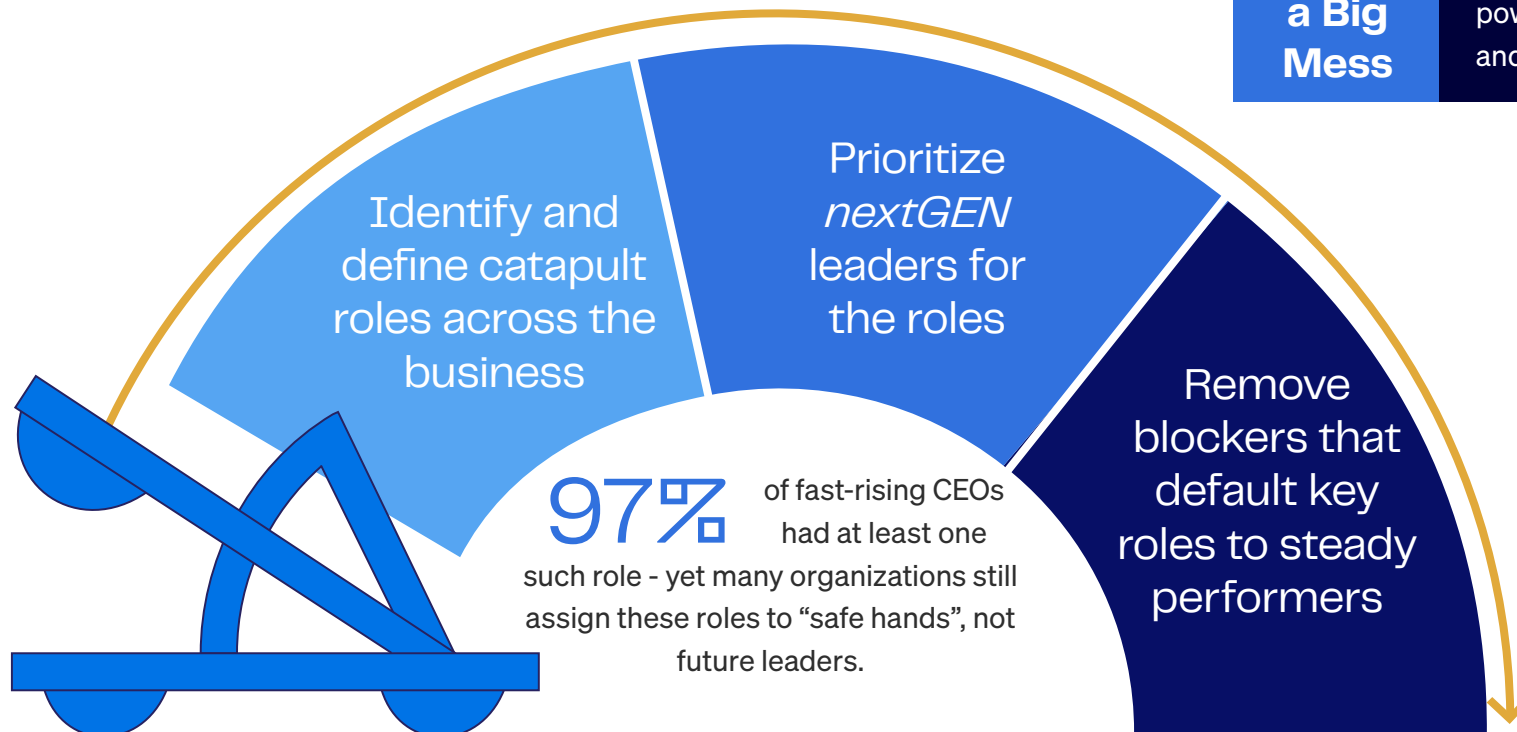 a Big
Mess
and
Identify and
define catapult
roles across the
business
Prioritize
nextGEN
leaders for
the roles
Remove
blockers that
default key
roles to steady
performers
97% of fast-rising CEOs
had at least one
such role - yet many organizations still
assign these roles to “safe hands”, not
future leaders.